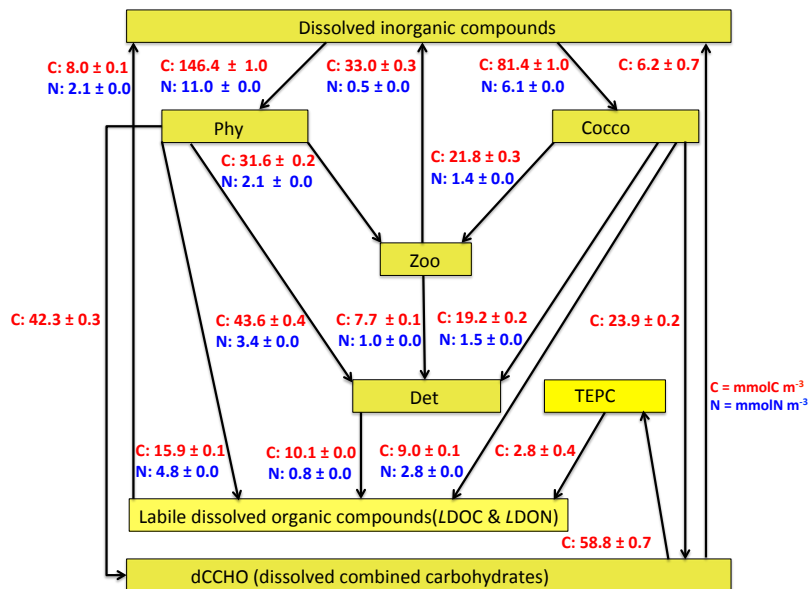 Dissolved inorganic compounds
C: 8.0 ± 0.1
N: 2.1 ± 0.0
C: 146.4 ± 1.0
N: 11.0 ± 0.0
C: 33.0 ± 0.3
N: 0.5 ± 0.0
C: 81.4 ± 1.0
N: 6.1 ± 0.0
C: 6.2 ± 0.7
Phy
Cocco
C: 31.6 ± 0.2
N: 2.1 ± 0.0
C: 21.8 ± 0.3
N: 1.4 ± 0.0
Zoo
C: 42.3 ± 0.3
C: 43.6 ± 0.4
N: 3.4 ± 0.0
C: 7.7 ± 0.1
N: 1.0 ± 0.0
C: 19.2 ± 0.2
N: 1.5 ± 0.0
C: 23.9 ± 0.2
C = mmolC m⁻³
N = mmolN m⁻³
Det
TEPC
C: 15.9 ± 0.1
N: 4.8 ± 0.0
C: 10.1 ± 0.0
N: 0.8 ± 0.0
C: 9.0 ± 0.1
N: 2.8 ± 0.0
C: 2.8 ± 0.4
Labile dissolved organic compounds(LDOC & LDON)
C: 58.8 ± 0.7
dCCHO (dissolved combined carbohydrates)